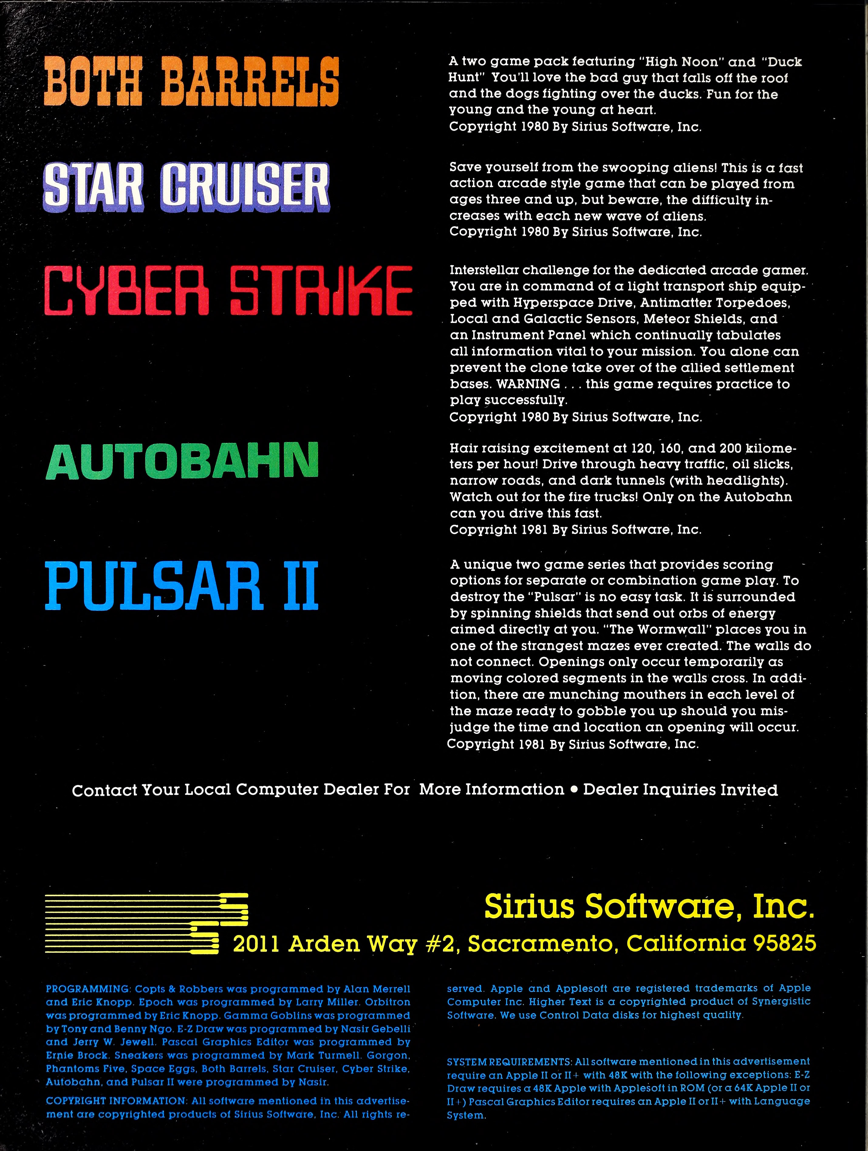 BOTH BARRELS
A two game pack featuring "High Noon" and "Duck
Hunt" You'll love the bad guy that falls off the roof
and the dogs fighting over the ducks. Fun for the
young and the young at heart.
Copyright 1980 By Sirius Software, Inc.
STAR CRUISER
Save yourself from the swooping aliens! This is a fast
action arcade style game that can be played from
ages three and up, but beware, the difficulty in-
creases with each new wave of aliens.
Copyright 1980 By Sirius Software, Inc.
CYBER STRIKE
Interstellar challenge for the dedicated arcade gamer.
You are in command of a light transport ship equip-
ped with Hyperspace Drive, Antimatter Torpedoes,
Local and Galactic Sensors, Meteor Shields, and
an Instrument Panel which continually tabulates
all information vital to your mission. You alone can
prevent the clone take over of the allied settlement
bases. WARNING . . . this game requires practice to
play successfully.
Copyright 1980 By Sirius Software, Inc.
AUTOBAHN
Hair raising excitement at 120, 160, and 200 kilome-
ters per hour! Drive through heavy traffic, oil slicks,
narrow roads, and dark tunnels (with headlights).
Watch out for the fire trucks! Only on the Autobahn
can you drive this fast.
Copyright 1981 By Sirius Software, Inc.
PULSAR II
A unique two game series that provides scoring
options for separate or combination game play. To
destroy the "Pulsar" is no easy task. It is surrounded
by spinning shields that send out orbs of energy
aimed directly at you. "The Wormwall" places you in
one of the strangest mazes ever created. The walls do
not connect. Openings only occur temporarily as
moving colored segments in the walls cross. In addi-
tion, there are munching mouthers in each level of
the maze ready to gobble you up should you mis-
judge the time and location an opening will occur.
Copyright 1981 By Sirius Software, Inc.
Contact Your Local Computer Dealer For More Information • Dealer Inquiries Invited
SS
Sirius Software, Inc.
2011 Arden Way #2, Sacramento, California 95825
PROGRAMMING: Copts & Robbers was programmed by Alan Merrell
and Eric Knopp. Epoch was programmed by Larry Miller. Orbitron
was programmed by Eric Knopp. Gamma Goblins was programmed
by Tony and Benny Ngo. E-Z Draw was programmed by Nasir Gebelli
and Jerry W. Jewell. Pascal Graphics Editor was programmed by
Ernie Brock. Sneakers was programmed by Mark Turmell. Gorgon,
Phantoms Five, Space Eggs, Both Barrels, Star Cruiser, Cyber Strike,
Autobahn, and Pulsar II were programmed by Nasir.
COPYRIGHT INFORMATION: All software mentioned in this advertise-
ment are copyrighted products of Sirius Software, Inc. All rights re-
served. Apple and Applesoft are registered trademarks of Apple
Computer Inc. Higher Text is a copyrighted product of Synergistic
Software. We use Control Data disks for highest quality.
SYSTEM REQUIREMENTS: All software mentioned in this advertisement
require an Apple II or II+ with 48K with the following exceptions: E-Z
Draw requires a 48K Apple with Applesoft in ROM (or a 64K Apple II or
II+) Pascal Graphics Editor requires an Apple II or II+ with Language
System.